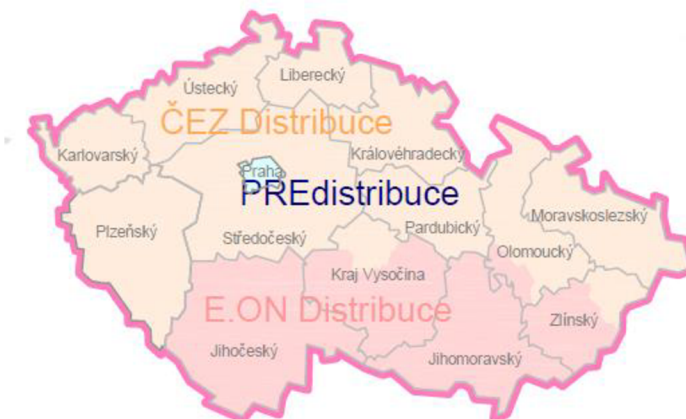 Liberecký
Ústecký
ČEZ Distribuce
Karlovarský
Královéhradecký
Praha
PREdistribuce
Moravskoslezský
Plzeňský
Středočeský
Pardubický
Olomoucký
Kraj Vysočina
E.ON Distribuce
Zlínský
Jihočeský
Jihomoravský